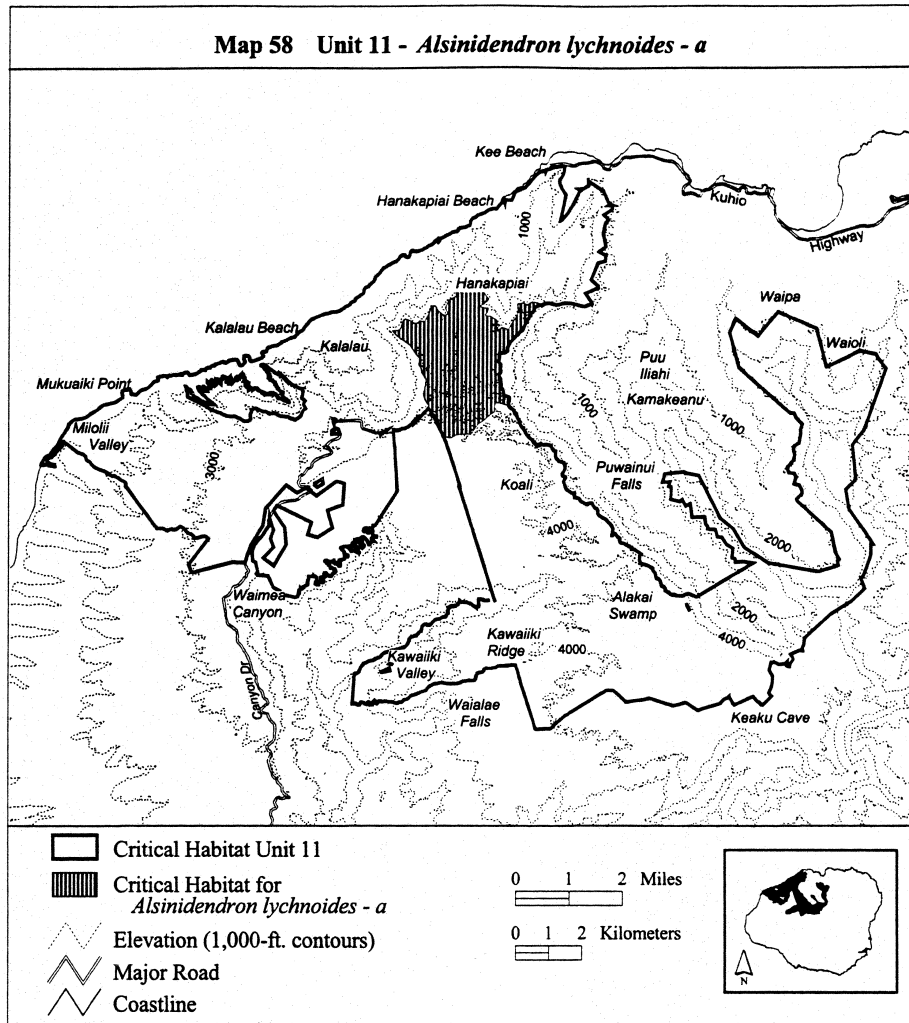 Map 58 Unit 11 - Alsinidendron lychnoides - a
Kee Beach
Hanakapiai Beach
Kuhio
Highway
1000
Hanakapiai
Waipa
Kalalau Beach
Kalalau
Waioli
Puu
Iliahi
Mukuaiki Point
Kamakeanu
1000
1000
Milolii
Valley
3000
Puwainui
Falls
Koali
4000
2000
Waimea
Canyon
Alakai
Swamp
2000
4000
Kawaiiki
Ridge
4000
Kawaiiki
Valley
Canyon Dr
Waialae
Falls
Keaku Cave
Critical Habitat Unit 11
Critical Habitat for
Alsinidendron lychnoides - a
Elevation (1,000-ft. contours)
Major Road
Coastline
0 1 2 Miles
0 1 2 Kilometers
N